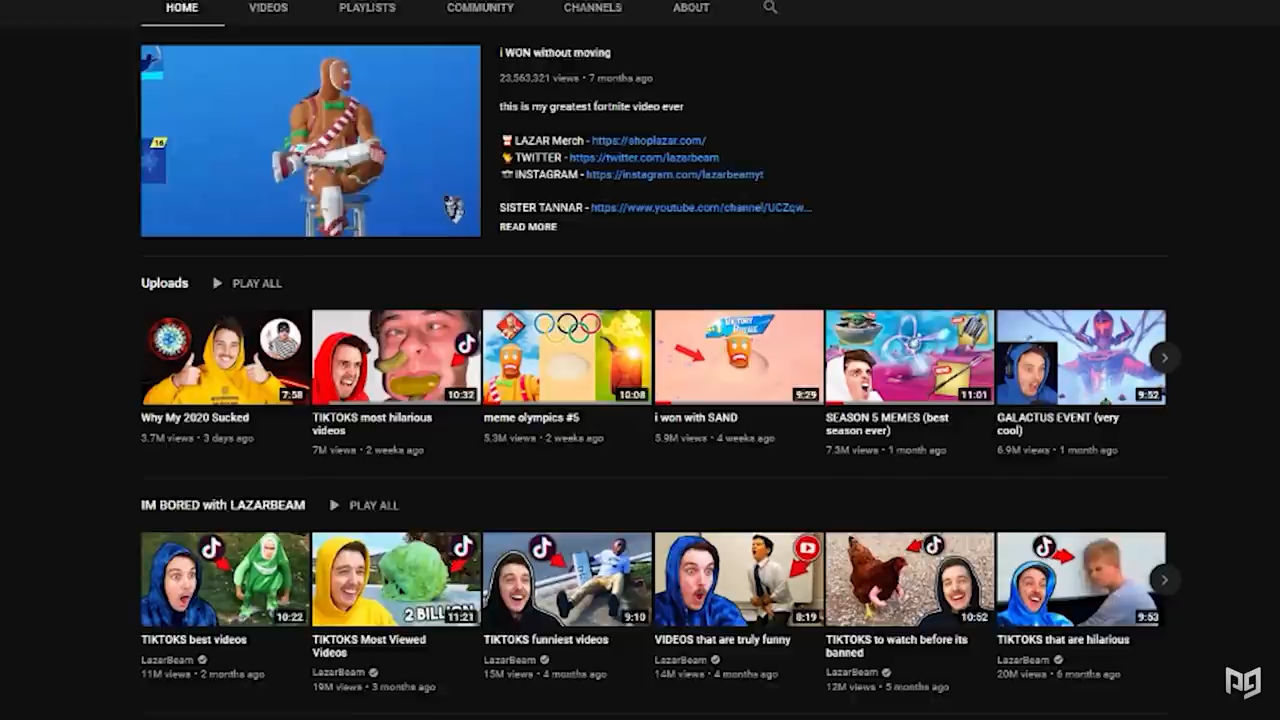 HOME VIDEOS PLAYLISTS COMMUNITY CHANNELS ABOUT
i WON without moving
23,563,321 views • 7 months ago
this is my greatest fortnite video ever
LAZAR Merch - https://shoplazar.com/
TWITTER - https://twitter.com/lazarbeam
INSTAGRAM - https://instagram.com/lazarbeamyt
SISTER TANNAR - https://www.youtube.com/channel/UCZqw...
READ MORE
16
Uploads PLAY ALL
VICTORY ROYALE
7:58 10:32 10:08 9:29 11:01 9:52
Why My 2020 Sucked
3.7M views • 3 days ago
TIKTOKS most hilarious
videos
7M views • 2 weeks ago
meme olympics #5
5.3M views • 2 weeks ago
i won with SAND
5.9M views • 4 weeks ago
SEASON 5 MEMES (best
season ever)
7.3M views • 1 month ago
GALACTUS EVENT (very
cool)
6.9M views • 1 month ago
IM BORED with LAZARBEAM PLAY ALL
2 BILLION
10:22 11:21 9:10 8:19 10:52 9:53
TIKTOKS best videos
LazarBeam
11M views • 2 months ago
TIKTOKS Most Viewed
Videos
LazarBeam
19M views • 3 months ago
TIKTOKS funniest videos
LazarBeam
15M views • 4 months ago
VIDEOS that are truly funny
LazarBeam
14M views • 4 months ago
TIKTOKS to watch before its
banned
LazarBeam
12M views • 5 months ago
TIKTOKS that are hilarious
LazarBeam
20M views • 6 months ago